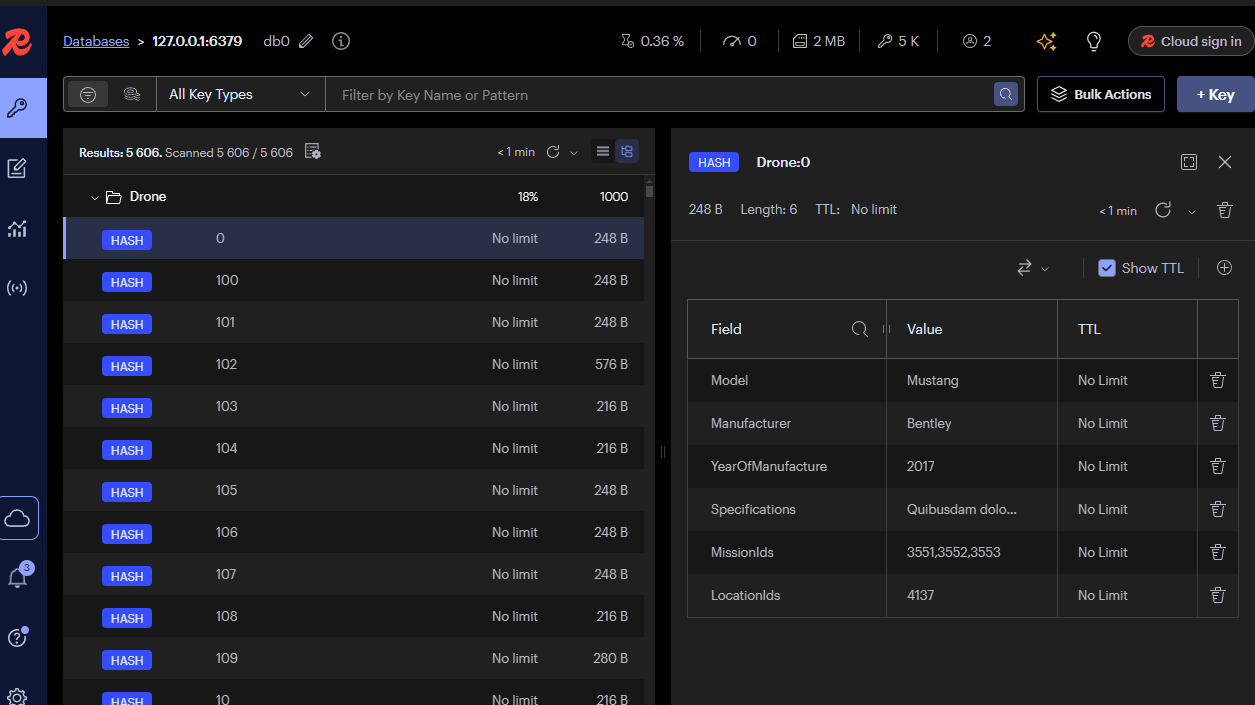 Databases > 127.0.0.1:6379 db0 0.36 % 0 2 MB 5 K 2 Cloud sign in
All Key Types Filter by Key Name or Pattern Bulk Actions + Key
Results: 5 606. Scanned 5 606 / 5 606 < 1 min
Drone 18% 1000
HASH 0 No limit 248 B
HASH 100 No limit 248 B
HASH 101 No limit 248 B
HASH 102 No limit 576 B
HASH 103 No limit 216 B
HASH 104 No limit 216 B
HASH 105 No limit 248 B
HASH 106 No limit 248 B
HASH 107 No limit 248 B
HASH 108 No limit 216 B
HASH 109 No limit 280 B
HASH 10 No limit 216 B
HASH Drone:0
248 B Length: 6 TTL: No limit < 1 min
Show TTL
Field Value TTL
Model Mustang No Limit
Manufacturer Bentley No Limit
YearOfManufacture 2017 No Limit
Specifications Quibusdam dolo... No Limit
MissionIds 3551,3552,3553 No Limit
LocationIds 4137 No Limit
3